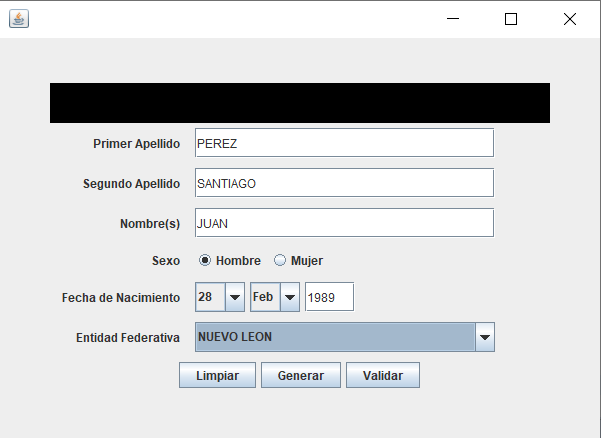 Primer Apellido PEREZ
Segundo Apellido SANTIAGO
Nombre(s) JUAN
Sexo Hombre Mujer
Fecha de Nacimiento 28 Feb 1989
Entidad Federativa NUEVO LEON
Limpiar Generar Validar